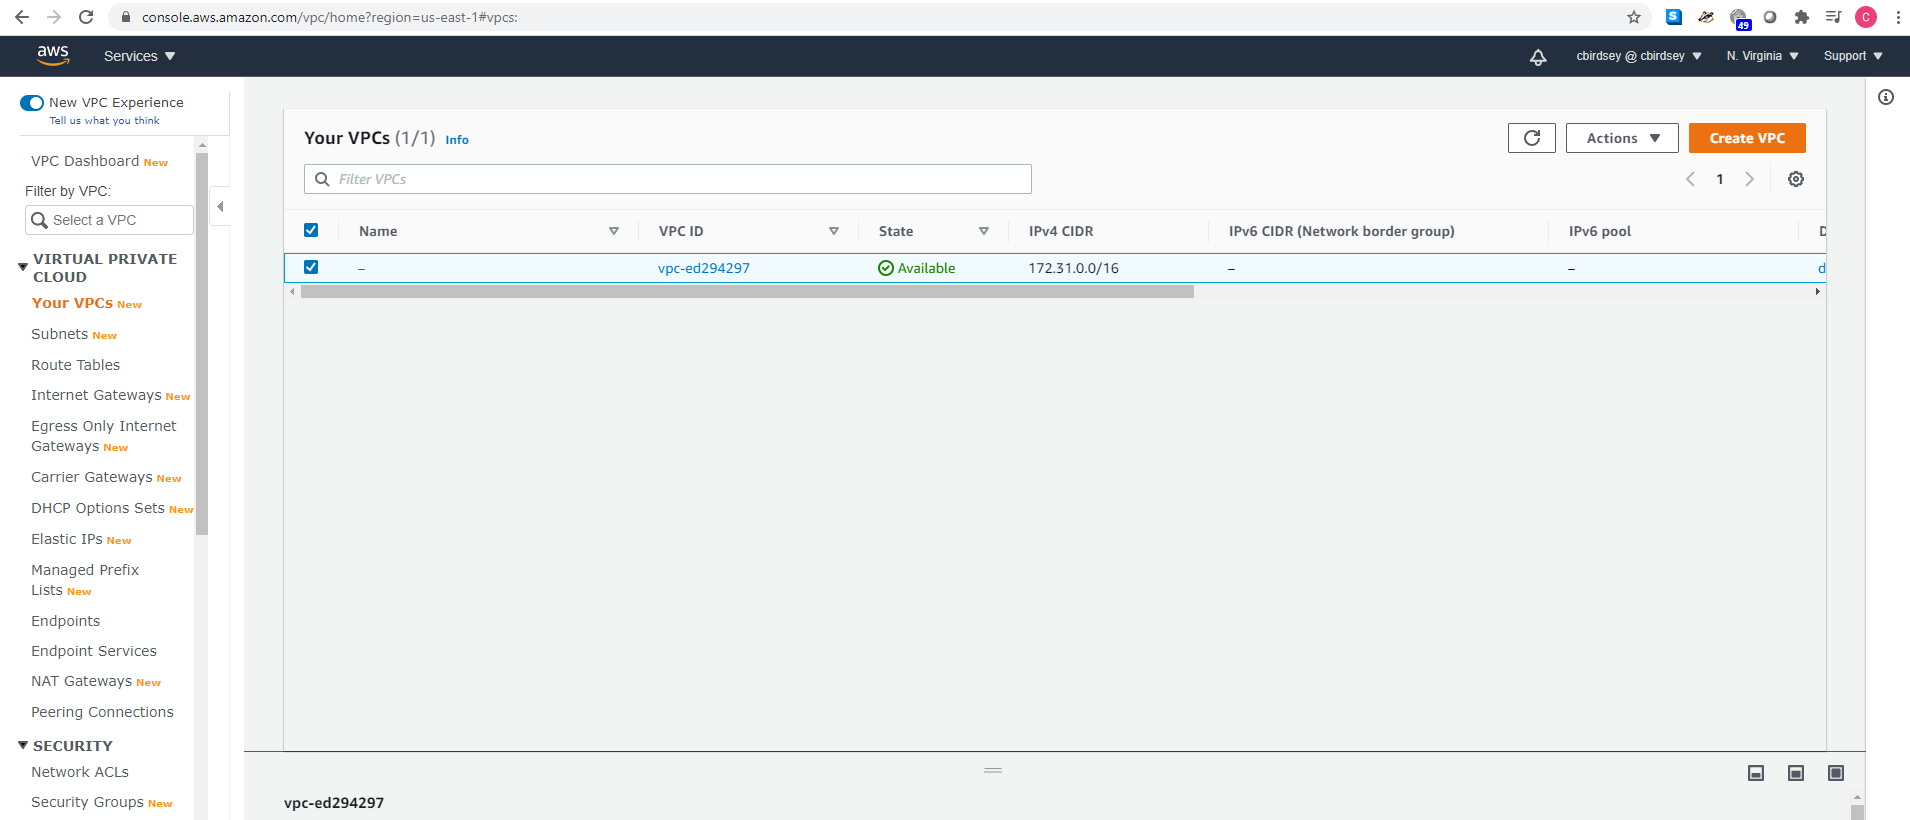 console.aws.amazon.com/vpc/home?region=us-east-1#vpcs:
49
C
aws
Services
cbirdsey @ cbirdsey
N. Virginia
Support
New VPC Experience
Tell us what you think
VPC Dashboard New
Filter by VPC:
Select a VPC
VIRTUAL PRIVATE
CLOUD
Your VPCs New
Subnets New
Route Tables
Internet Gateways New
Egress Only Internet
Gateways New
Carrier Gateways New
DHCP Options Sets New
Elastic IPs New
Managed Prefix
Lists New
Endpoints
Endpoint Services
NAT Gateways New
Peering Connections
SECURITY
Network ACLs
Security Groups New
Your VPCs (1/1) Info
Actions
Create VPC
Filter VPCs
1
Name VPC ID State IPv4 CIDR IPv6 CIDR (Network border group) IPv6 pool D
– vpc-ed294297 Available 172.31.0.0/16 – – d
vpc-ed294297